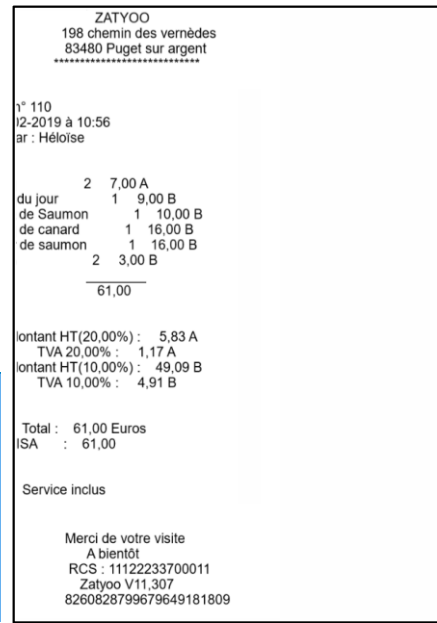 ZATYOO
198 chemin des vernèdes
83480 Puget sur argent
****************************
n° 110
02-2019 à 10:56
ar : Héloïse
2 7,00 A
du jour 1 9,00 B
de Saumon 1 10,00 B
de canard 1 16,00 B
de saumon 1 16,00 B
2 3,00 B
61,00
ontant HT(20,00%) : 5,83 A
TVA 20,00% : 1,17 A
ontant HT(10,00%) : 49,09 B
TVA 10,00% : 4,91 B
Total : 61,00 Euros
ISA : 61,00
Service inclus
Merci de votre visite
A bientôt
RCS : 11122233700011
Zatyoo V11,307
8260828799679649181809